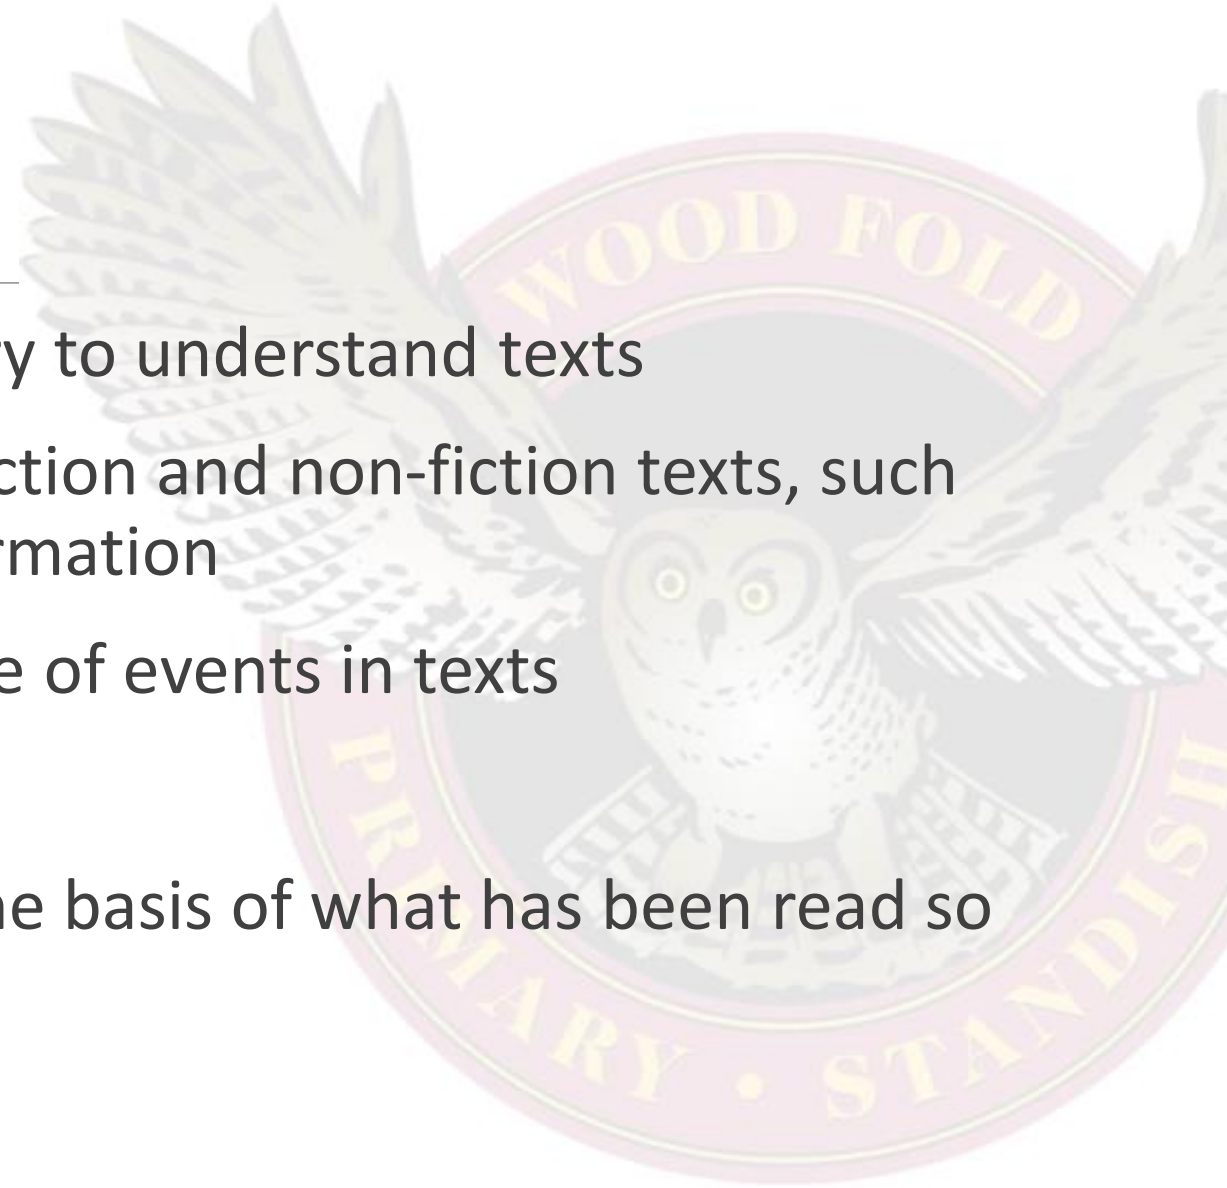 WOOD FOLD
ry to understand texts
ction and non-fiction texts, such
rmation
e of events in texts
he basis of what has been read so
PRIMARY • STANDISH